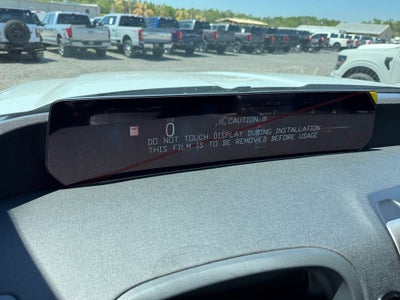 !!! CAUTION !!!
0
DO NOT TOUCH DISPLAY DURING INSTALLATION
THIS FILM IS TO BE REMOVED BEFORE USAGE